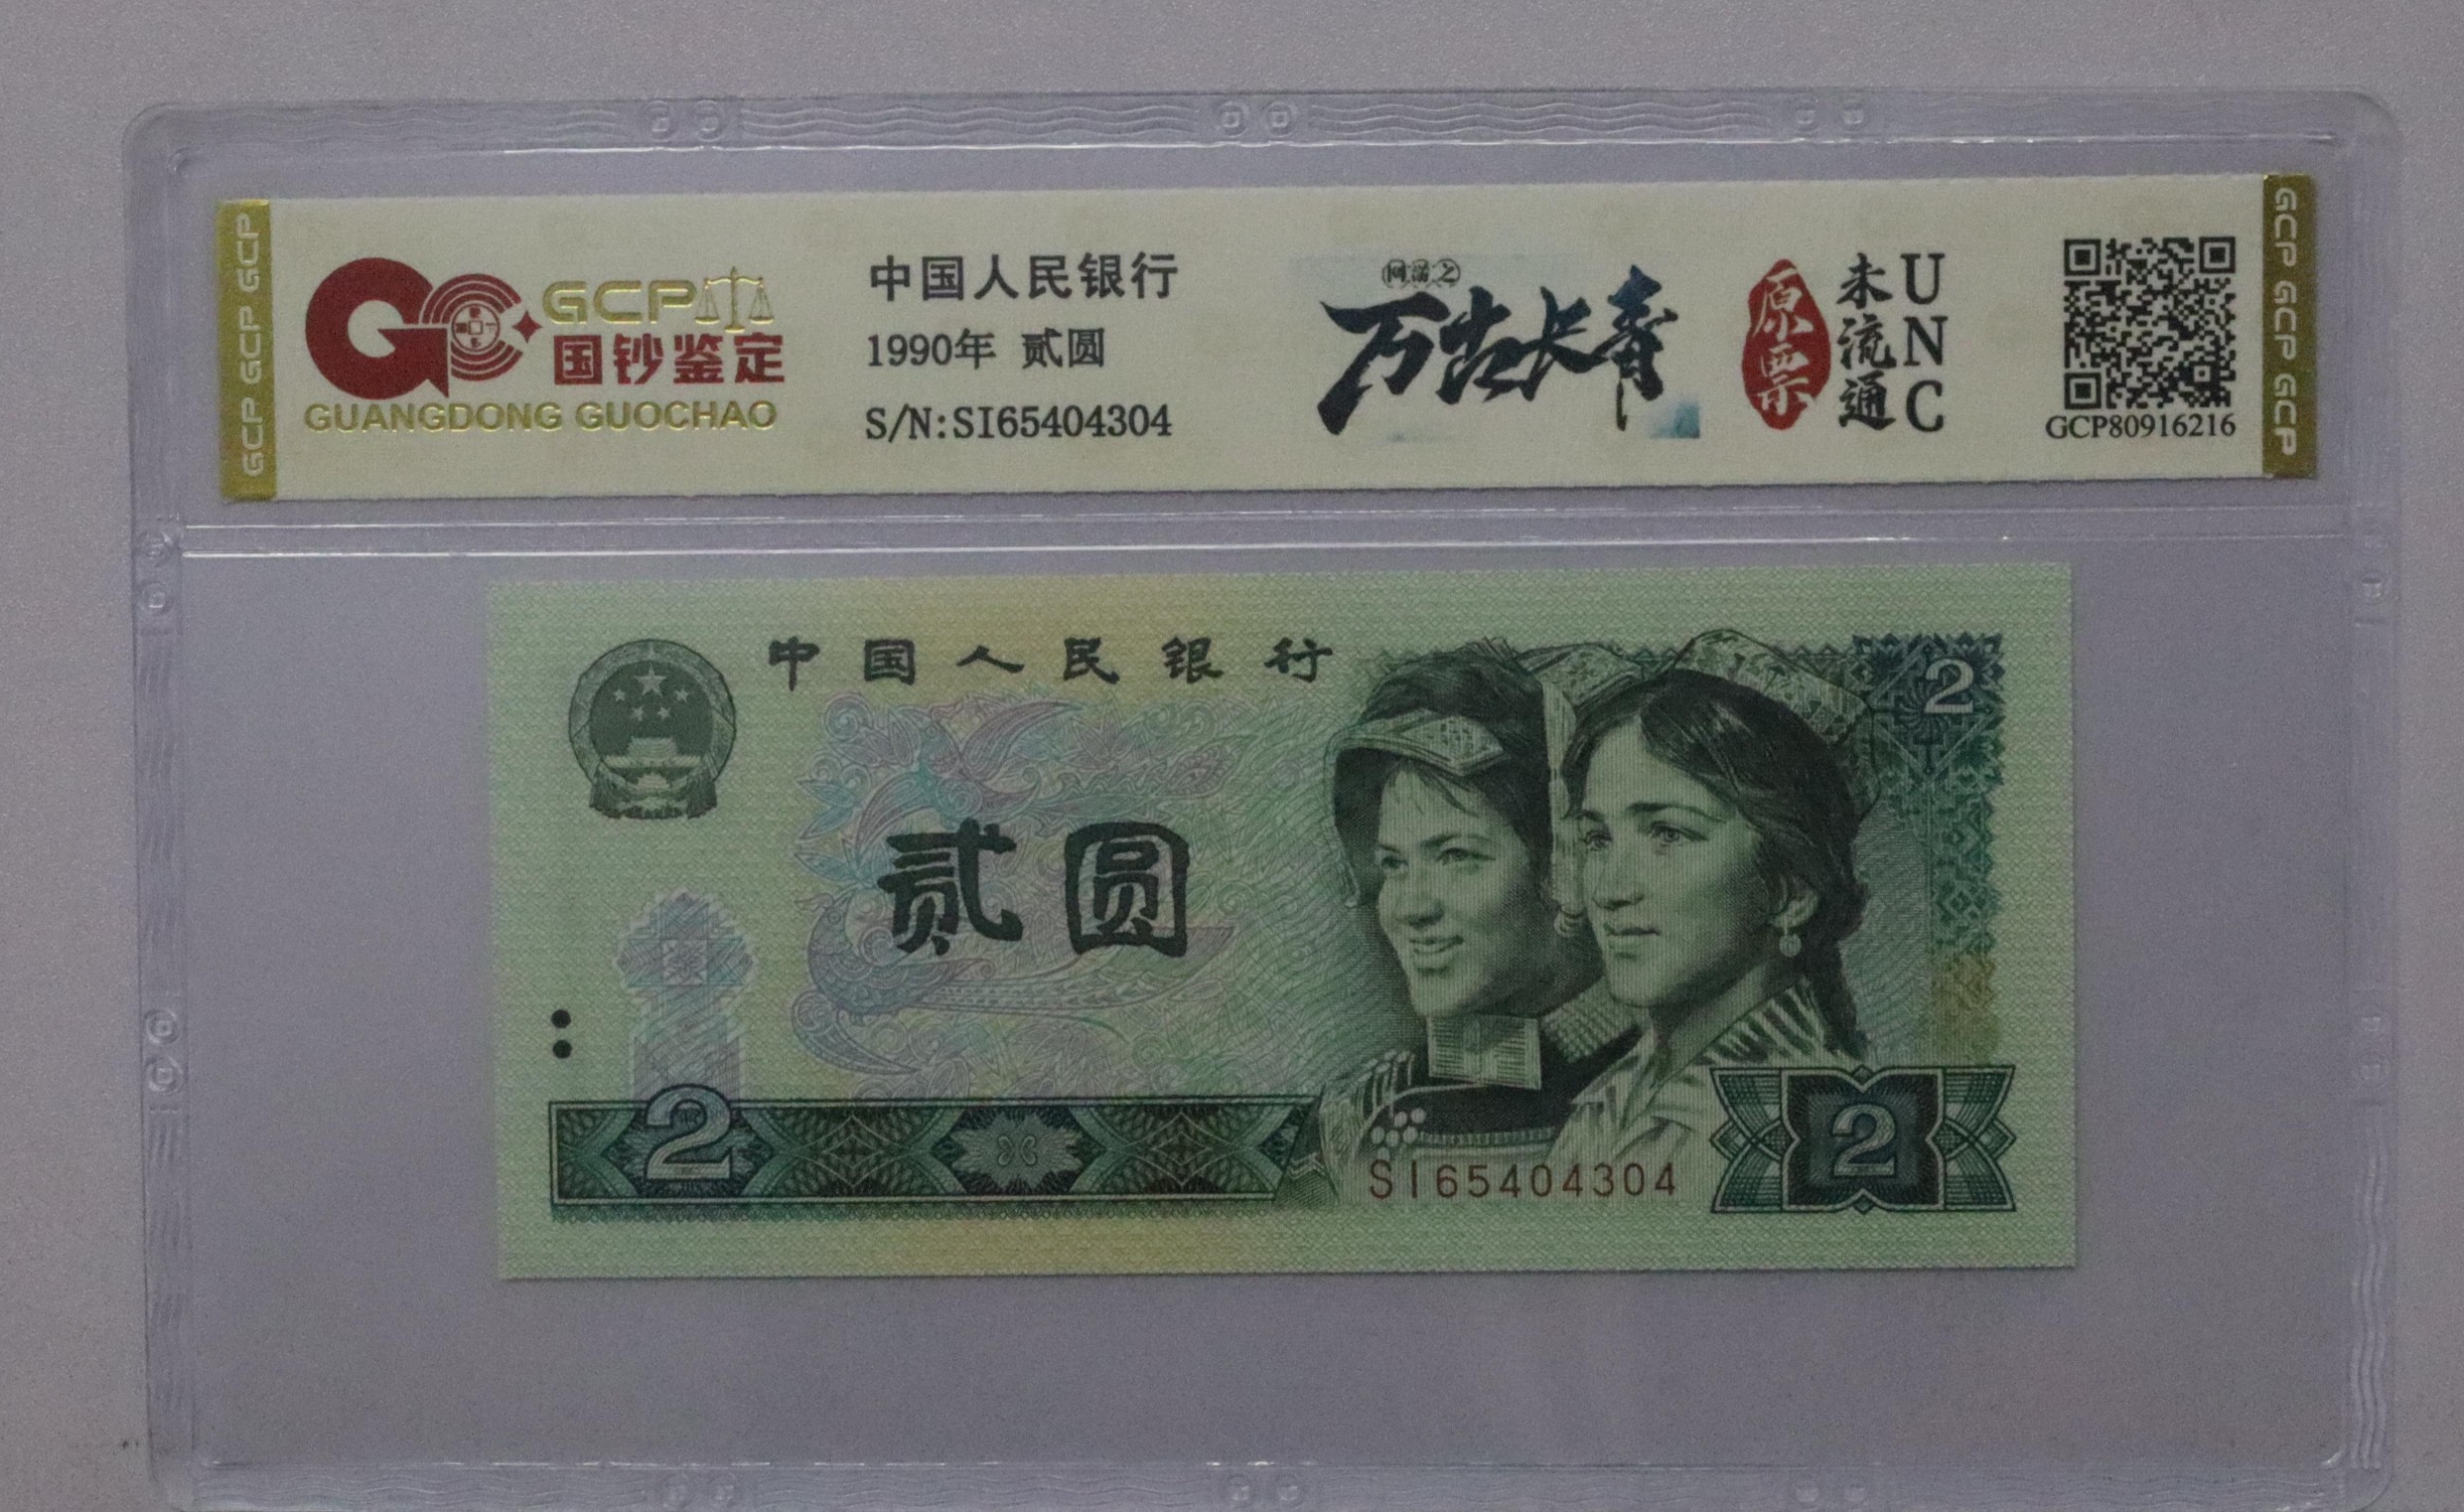 GCP GCP GCP
GCP
国钞鉴定
GUANGDONG GUOCHAO
中国人民银行
1990年 贰圆
S/N:SI65404304
万古长青
原票
未流通
UNC
GCP80916216
GCP GCP GCP
中国人民银行
2
贰圆
2
SI65404304
2